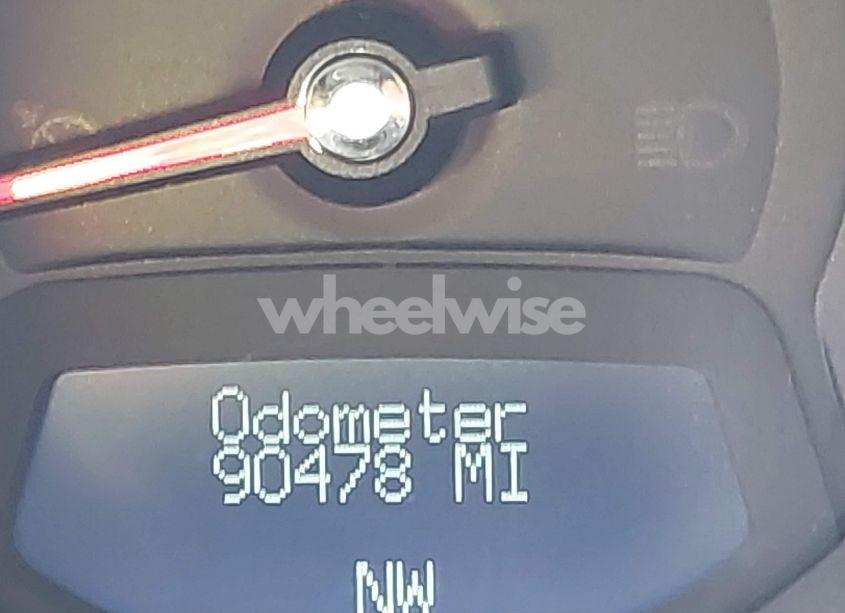 wheelwise
Odometer
90478 MI
NW